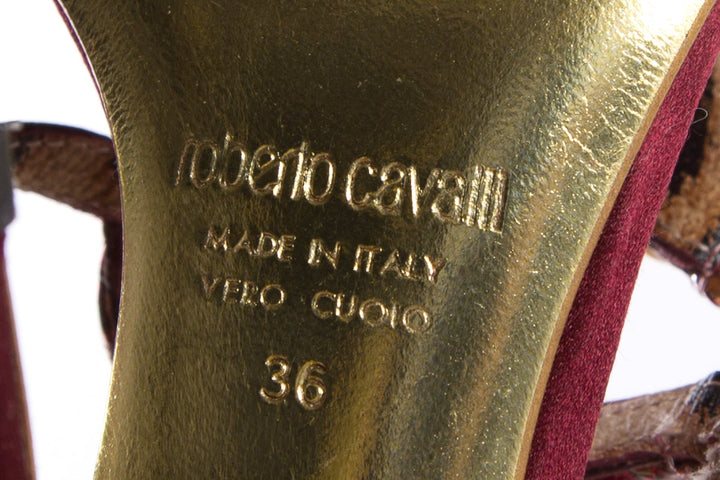 roberto cavalli
MADE IN ITALY
VERO CUOIO
36